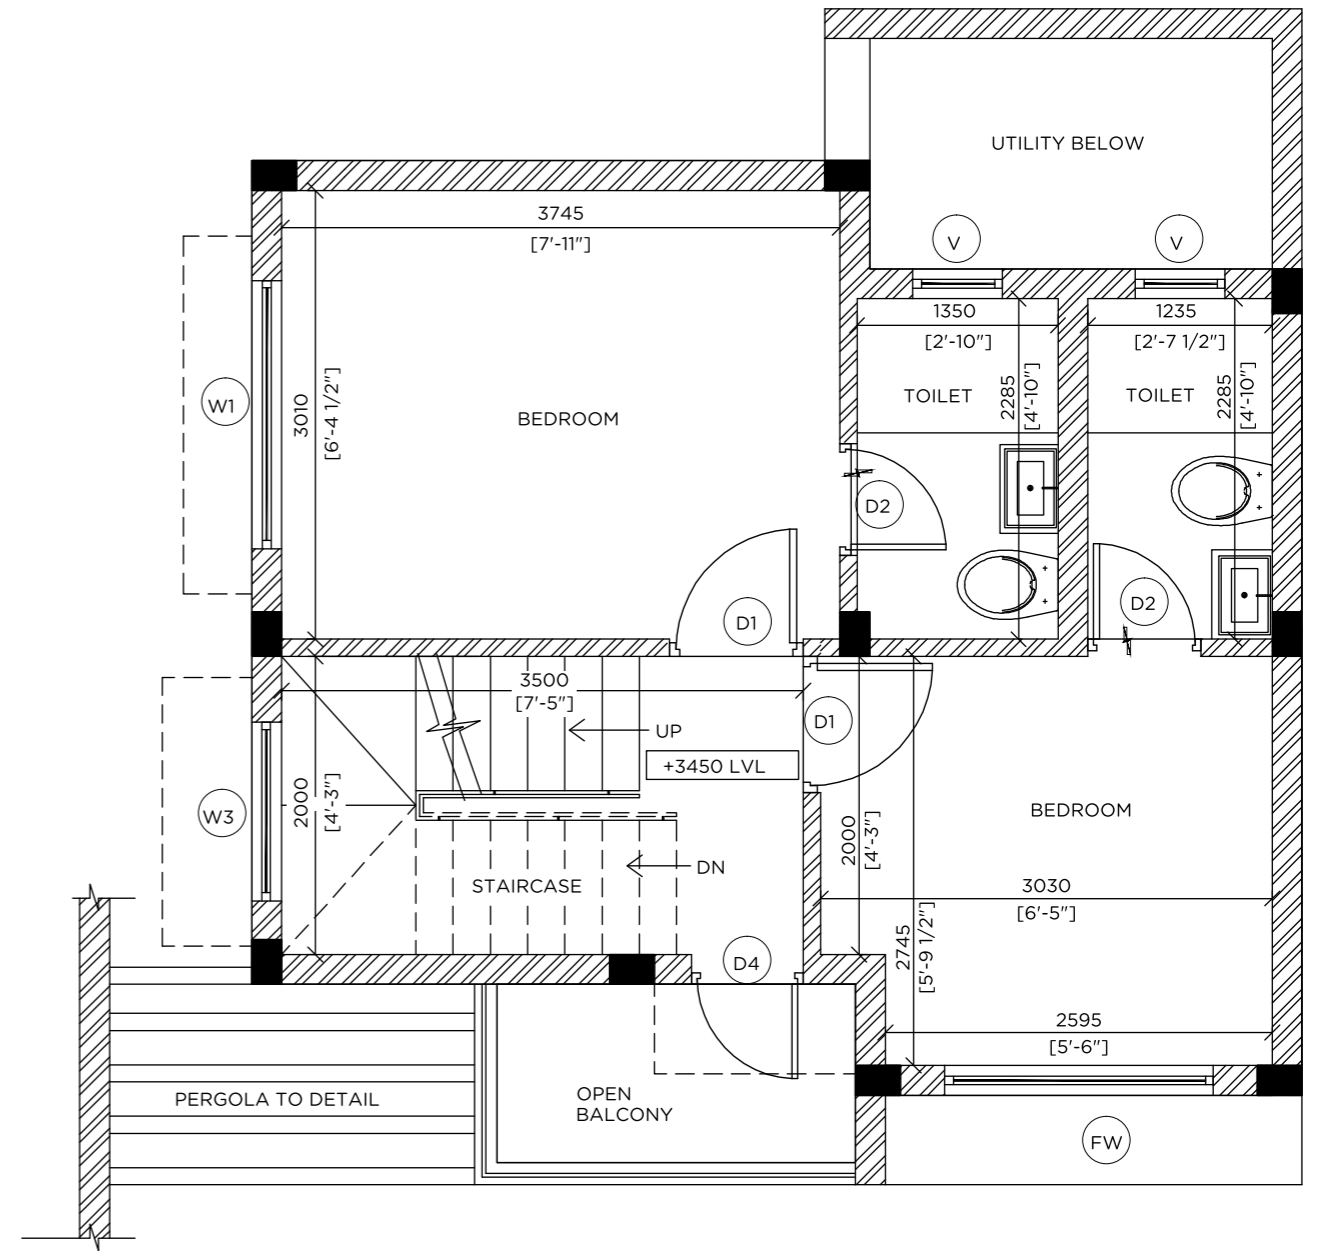 UTILITY BELOW
3745
[7'-11"]
V
V
1350
[2'-10"]
1235
[2'-7 1/2"]
W1
3010
[6'-4 1/2"]
BEDROOM
TOILET
2285
[4'-10"]
TOILET
2285
[4'-10"]
D2
D2
D1
3500
[7'-5"]
D1
UP
+3450 LVL
W3
2000
[4'-3"]
2000
[4'-3"]
BEDROOM
DN
STAIRCASE
3030
[6'-5"]
2745
[5'-9 1/2"]
D4
2595
[5'-6"]
PERGOLA TO DETAIL
OPEN
BALCONY
FW